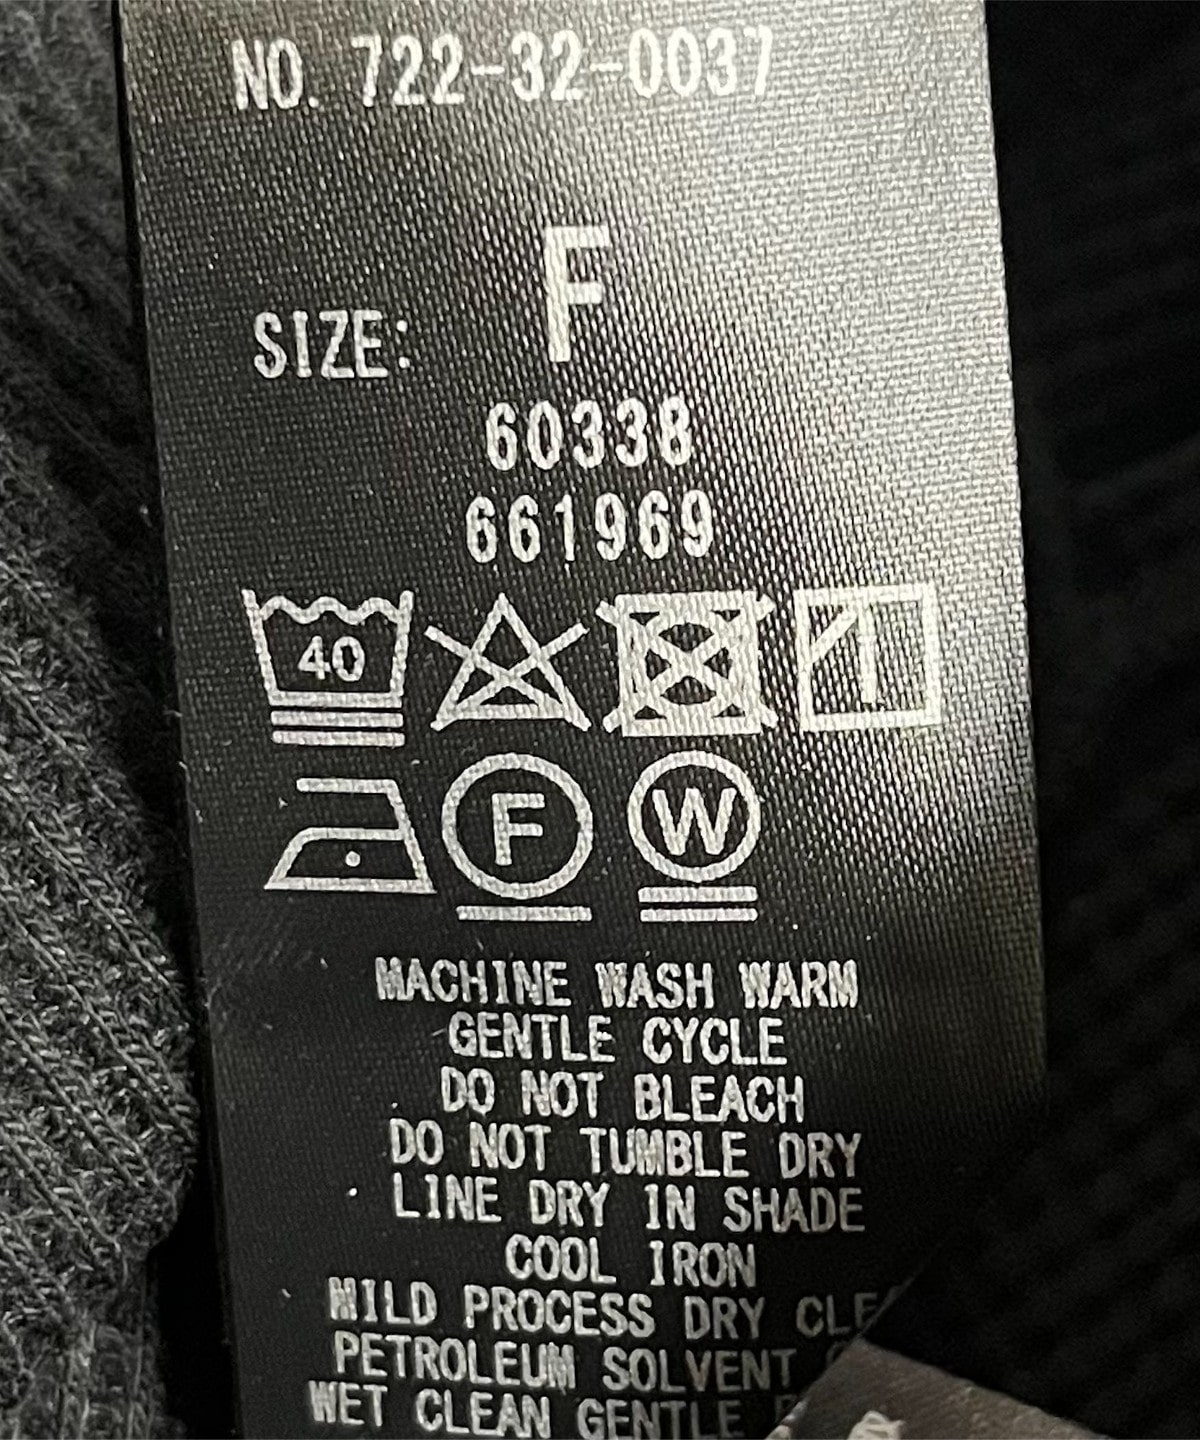 NO. 722-32-0037
F
SIZE:
60338
661969
40
F W
MACHINE WASH WARM
GENTLE CYCLE
DO NOT BLEACH
DO NOT TUMBLE DRY
LINE DRY IN SHADE
COOL IRON
MILD PROCESS DRY
PETROLEUM SOLVENT
WET CLEAN GENTLE